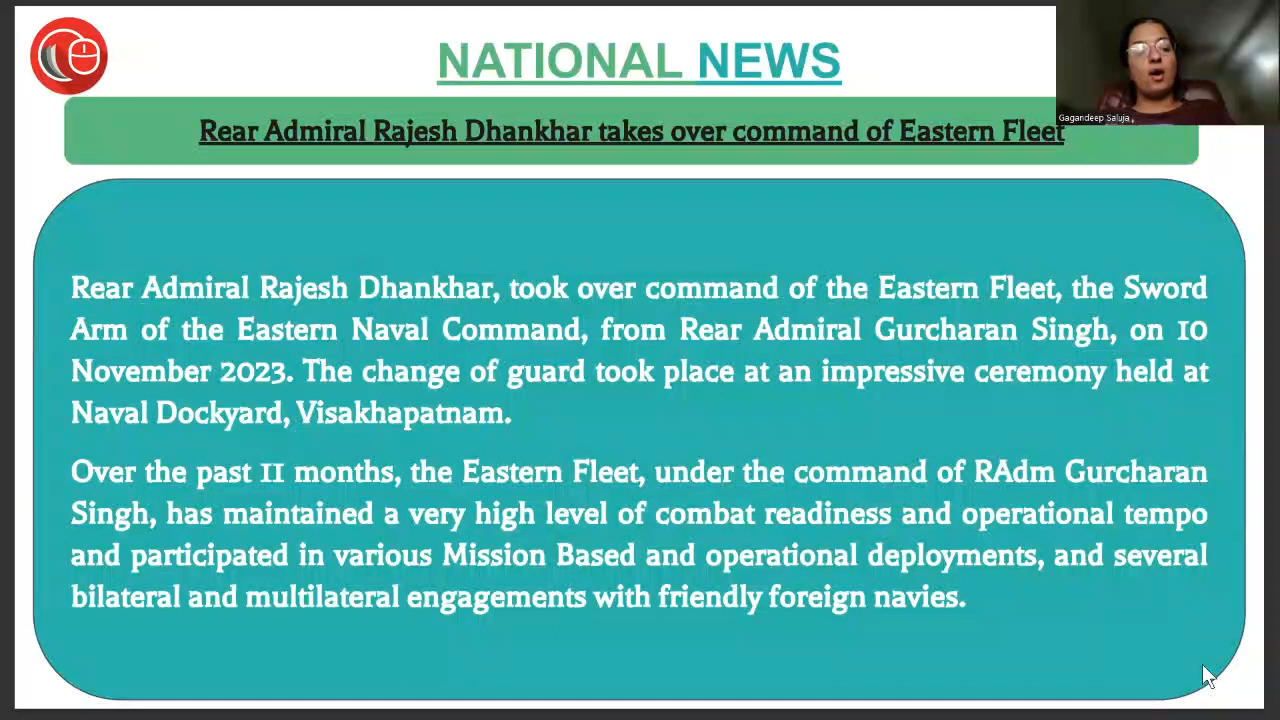 NATIONAL NEWS
Gagandeep Saluja
Rear Admiral Rajesh Dhankhar takes over command of Eastern Fleet
Rear Admiral Rajesh Dhankhar, took over command of the Eastern Fleet, the Sword
Arm of the Eastern Naval Command, from Rear Admiral Gurcharan Singh, on 10
November 2023. The change of guard took place at an impressive ceremony held at
Naval Dockyard, Visakhapatnam.
Over the past 11 months, the Eastern Fleet, under the command of RAdm Gurcharan
Singh, has maintained a very high level of combat readiness and operational tempo
and participated in various Mission Based and operational deployments, and several
bilateral and multilateral engagements with friendly foreign navies.